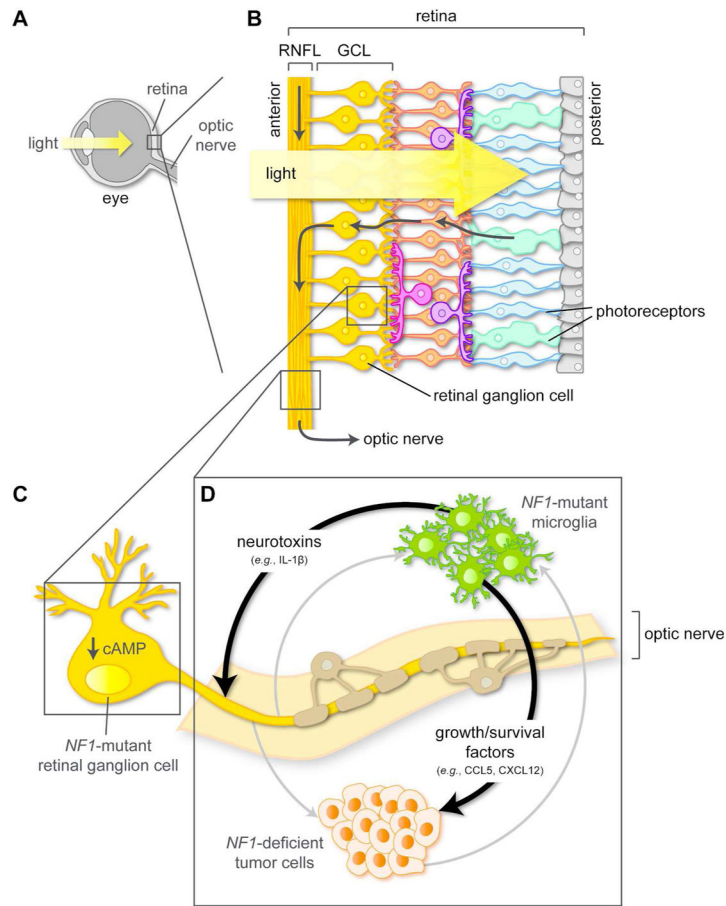 A
retina
light
optic
nerve
eye
B
retina
RNFL
GCL
anterior
posterior
light
photoreceptors
retinal ganglion cell
optic nerve
C
cAMP
NF1-mutant
retinal ganglion cell
D
NF1-mutant
microglia
neurotoxins
(e.g., IL-1β)
optic nerve
growth/survival
factors
(e.g., CCL5, CXCL12)
NF1-deficient
tumor cells